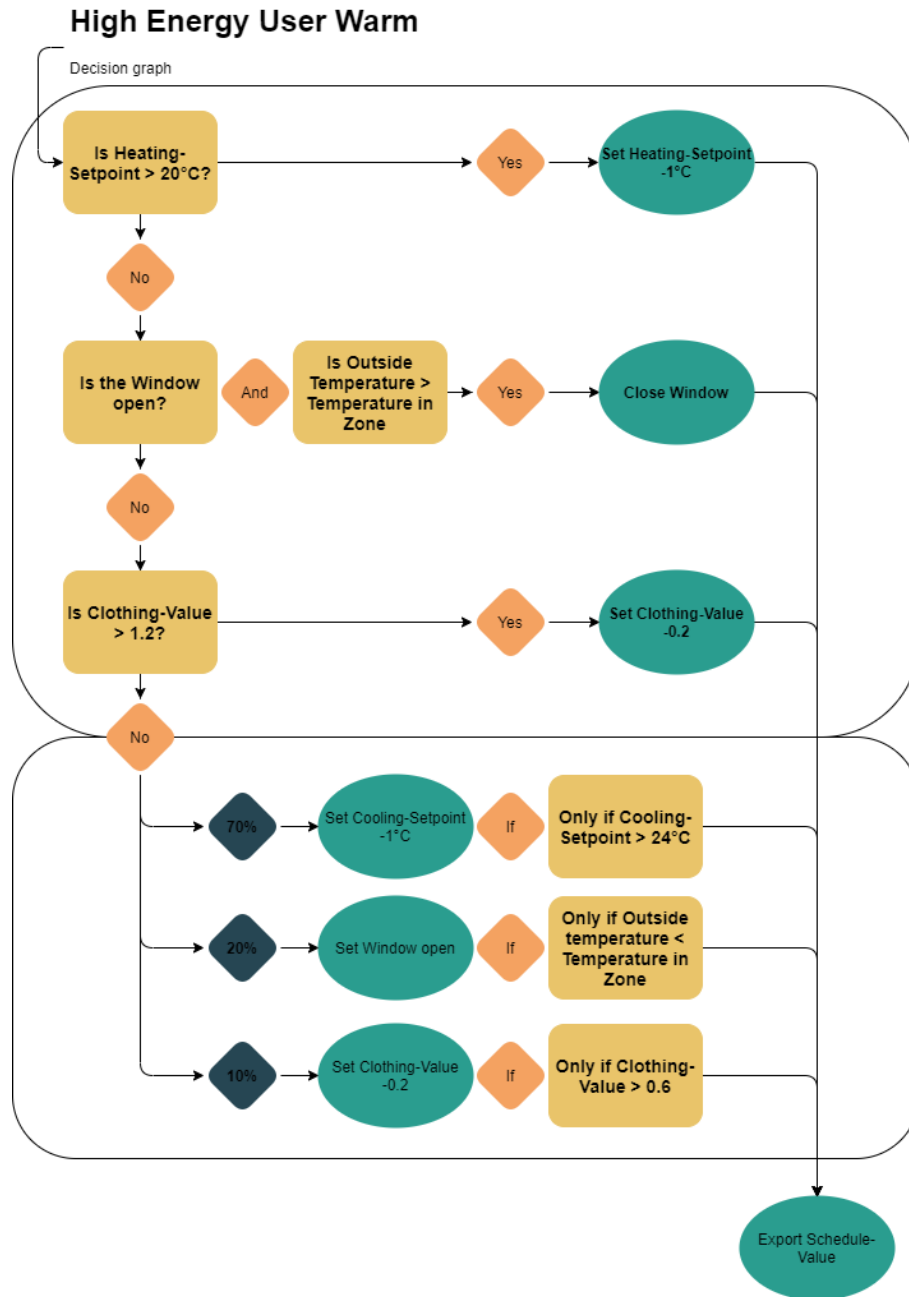 High Energy User Warm
Decision graph
Is Heating-
Setpoint > 20°C?
Yes
Set Heating-Setpoint
-1°C
No
Is the Window
open?
And
Is Outside
Temperature >
Temperature in
Zone
Yes
Close Window
No
Is Clothing-Value
> 1.2?
Yes
Set Clothing-Value
-0.2
No
70%
Set Cooling-Setpoint
-1°C
If
Only if Cooling-
Setpoint > 24°C
20%
Set Window open
If
Only if Outside
temperature <
Temperature in
Zone
10%
Set Clothing-Value
-0.2
If
Only if Clothing-
Value > 0.6
Export Schedule-
Value